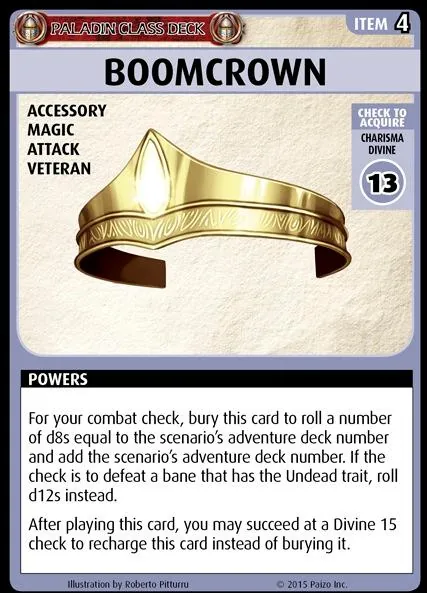 PALADIN CLASS DECK
ITEM 4
BOOMCROWN
ACCESSORY
MAGIC
ATTACK
VETERAN
CHECK TO
ACQUIRE
CHARISMA
DIVINE
13
POWERS
For your combat check, bury this card to roll a number
of d8s equal to the scenario's adventure deck number
and add the scenario's adventure deck number. If the
check is to defeat a bane that has the Undead trait, roll
d12s instead.
After playing this card, you may succeed at a Divine 15
check to recharge this card instead of burying it.
Illustration by Roberto Pitturru
© 2015 Paizo Inc.